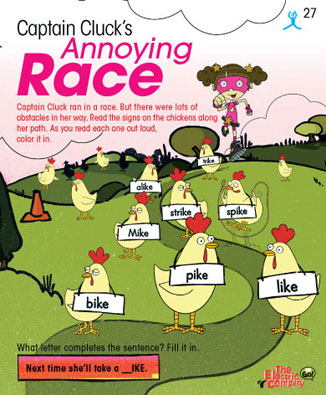 27
Captain Cluck's
Annoying
Race
Captain Cluck ran in a race. But there were lots of
obstacles in her way. Read the signs on the chickens along
her path. As you read each one out loud,
color it in.
trike
alike
strike
spike
Mike
pike
like
bike
What letter completes the sentence? Fill it in.
Next time she'll take a __IKE.
The
Electric
Company
GO!